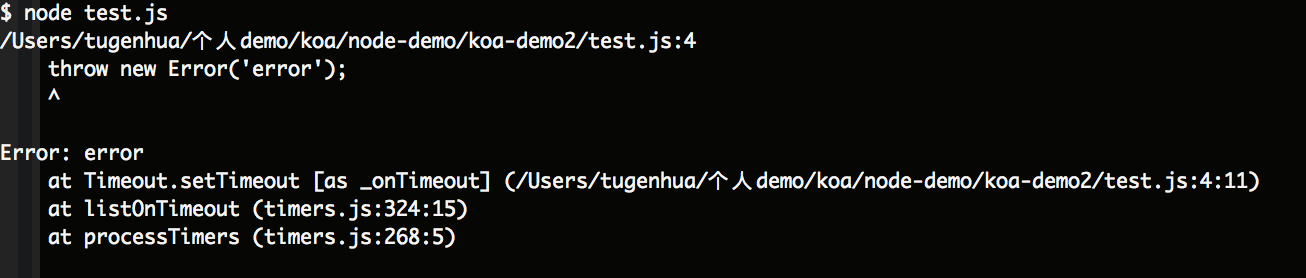 $ node test.js
/Users/tugenhua/个人demo/koa/node-demo/koa-demo2/test.js:4
    throw new Error('error');
    ^
Error: error
    at Timeout.setTimeout [as _onTimeout] (/Users/tugenhua/个人demo/koa/node-demo/koa-demo2/test.js:4:11)
    at listOnTimeout (timers.js:324:15)
    at processTimers (timers.js:268:5)